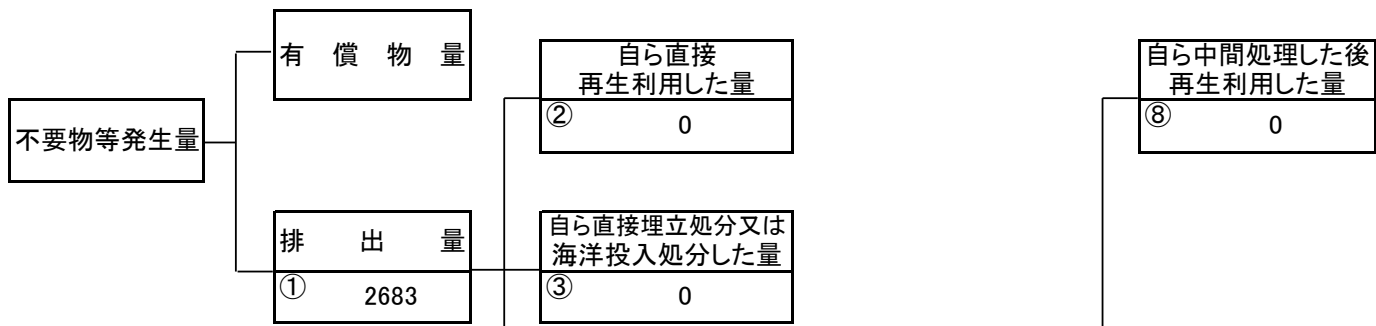 有償物量
自ら直接
再生利用した量
② 0
自ら中間処理した後
再生利用した量
⑧ 0
不要物等発生量
排出量
① 2683
自ら直接埋立処分又は
海洋投入処分した量
③ 0